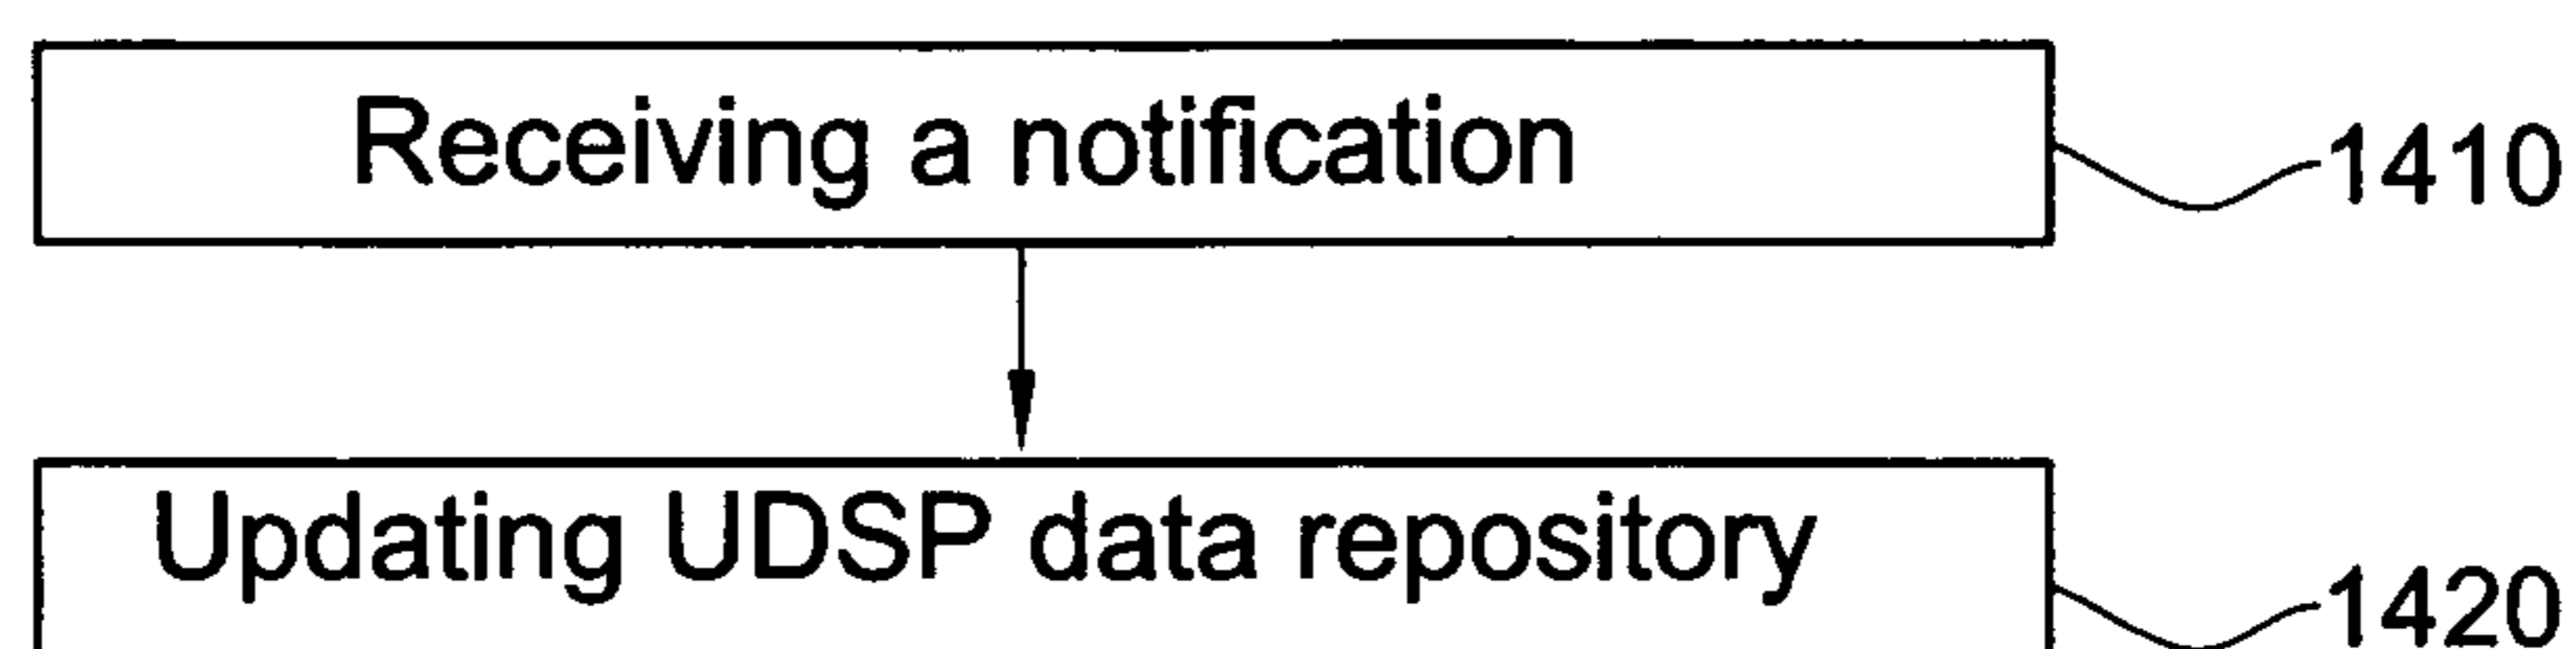 Receiving a notification
1410
Updating UDSP data repository
1420